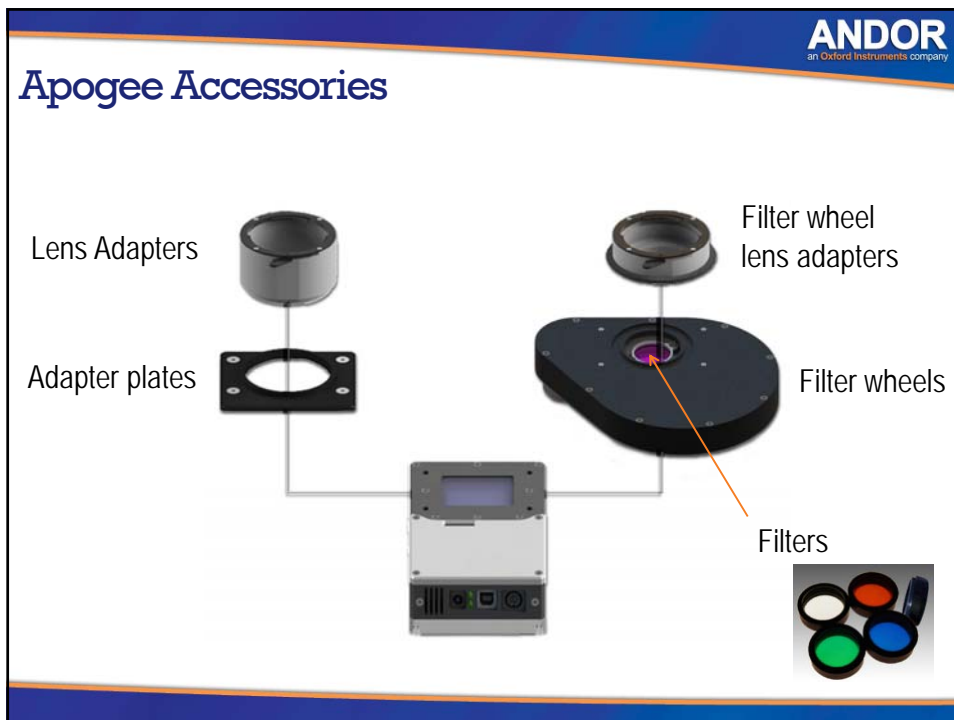 ANDOR
an Oxford Instruments company
Apogee Accessories
Lens Adapters
Filter wheel
lens adapters
Adapter plates
Filter wheels
Filters